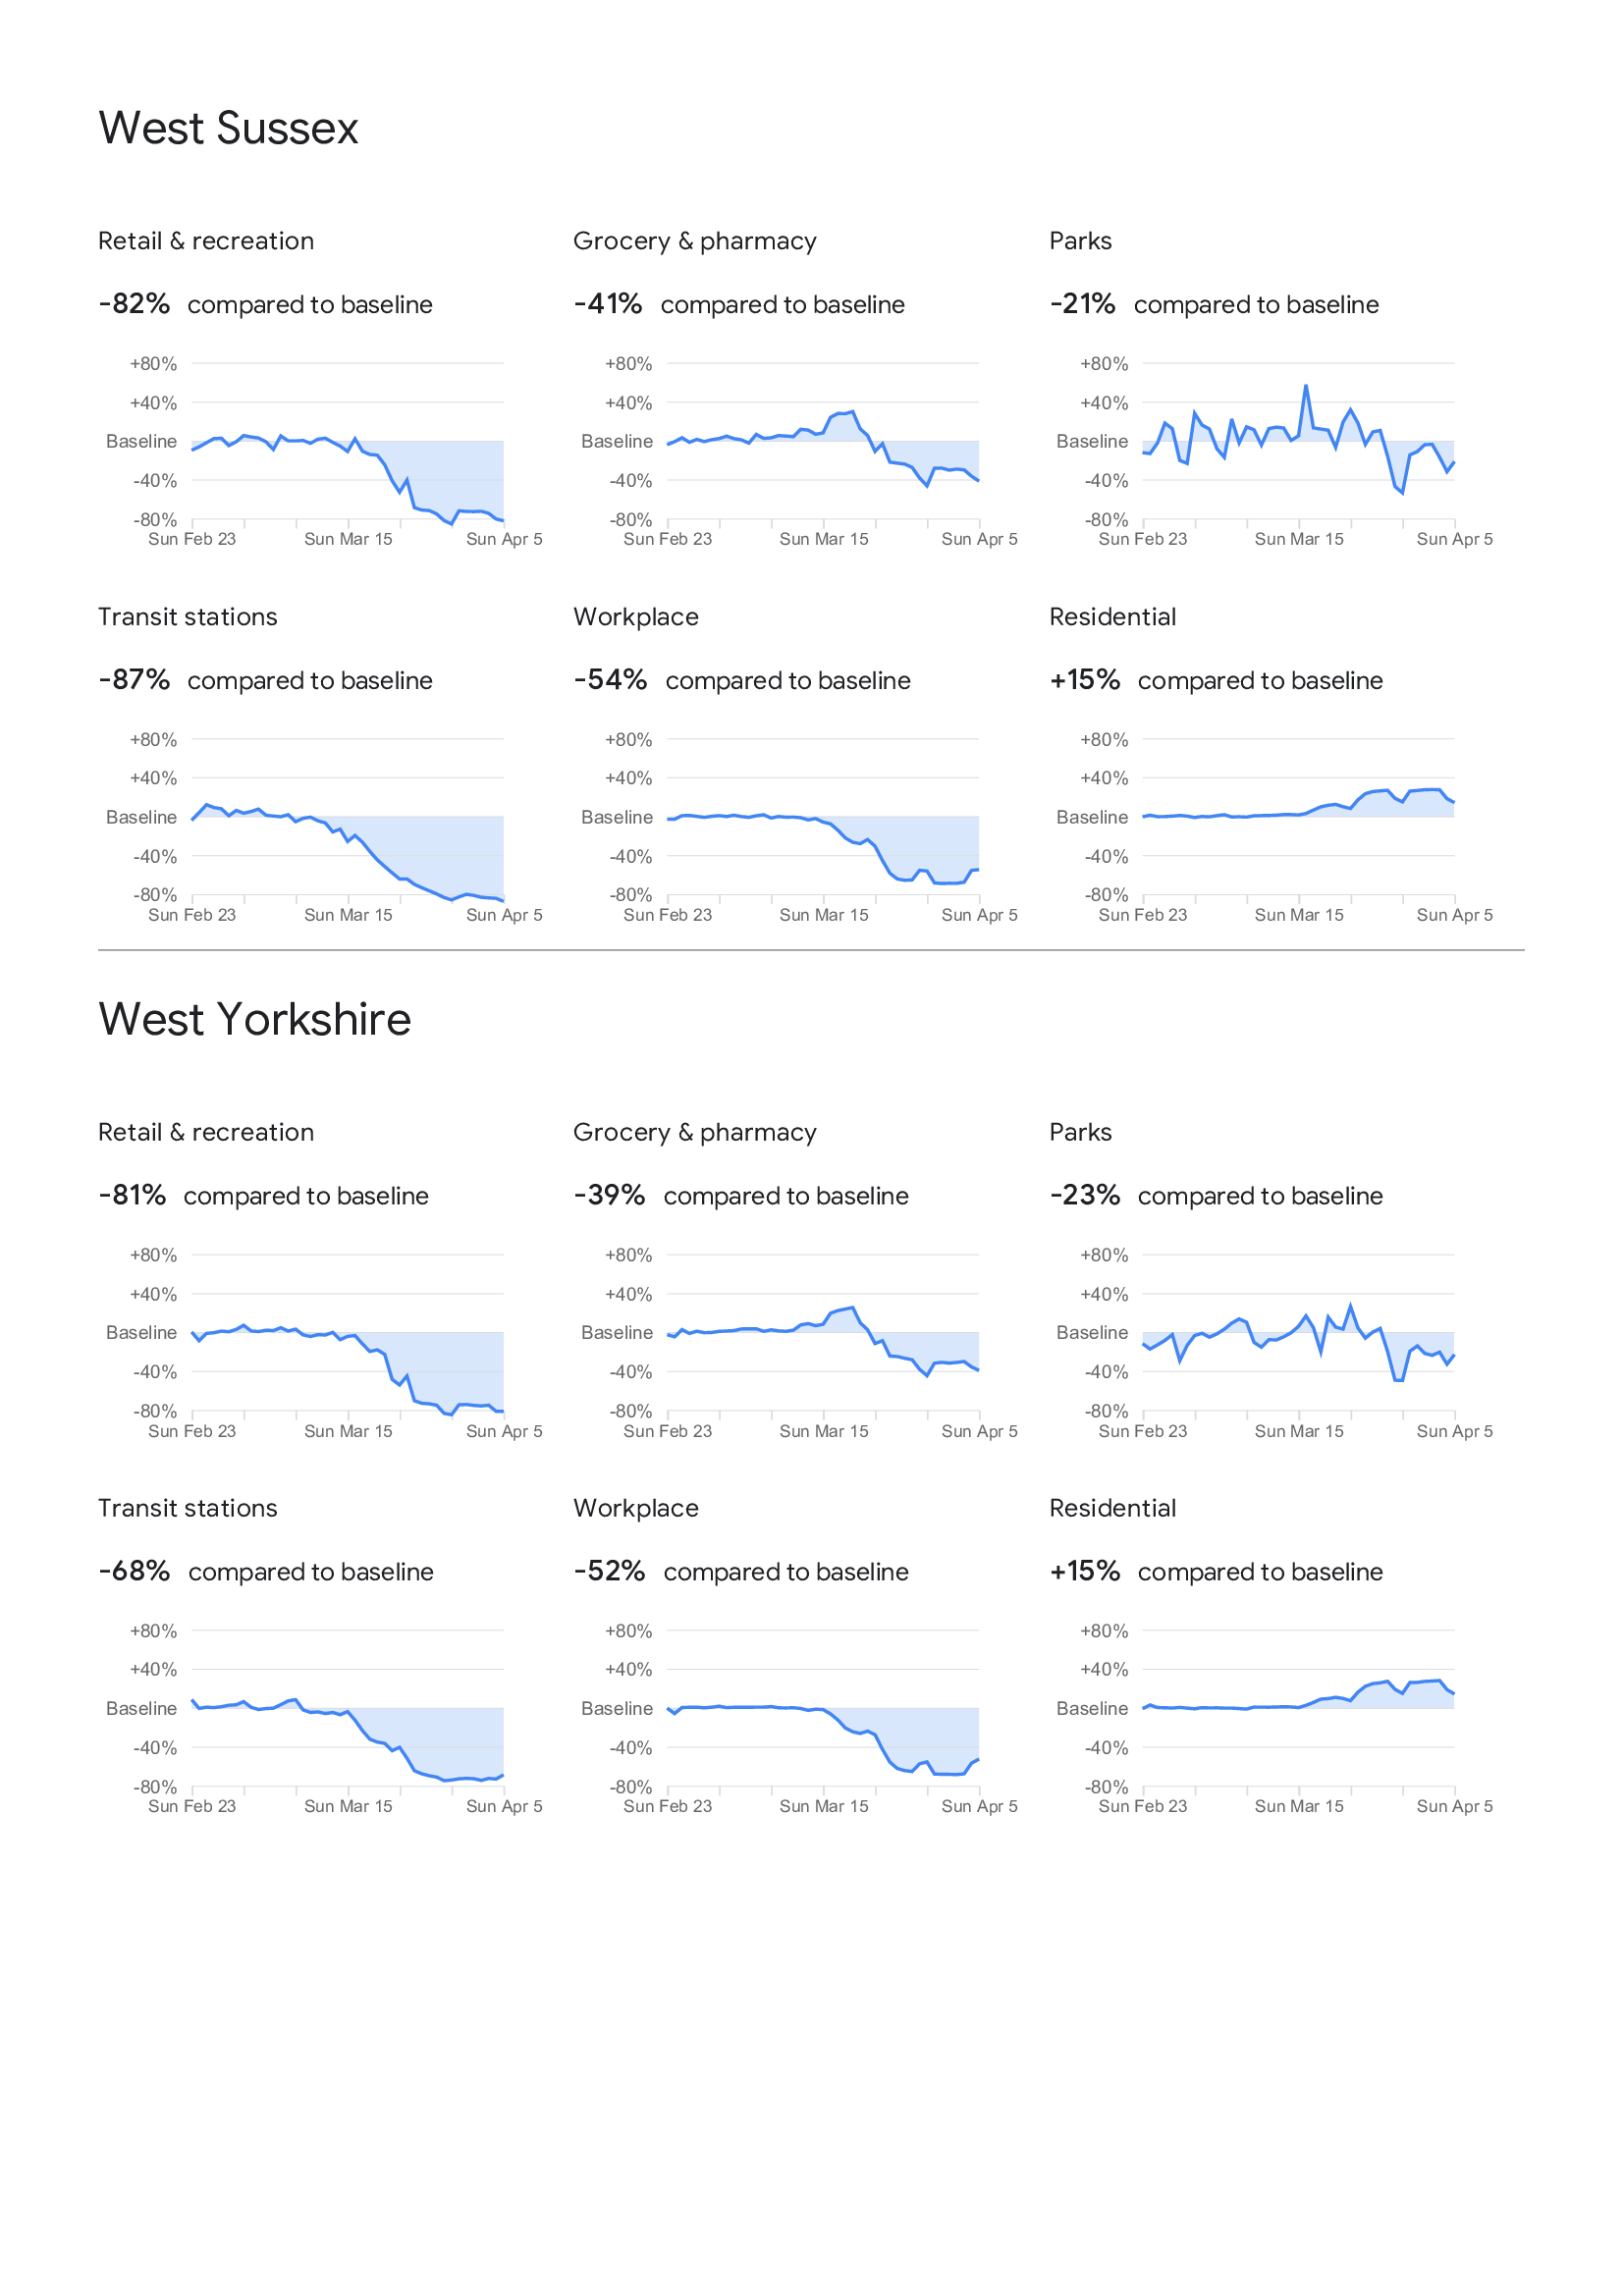 West Sussex
Retail & recreation
-82% compared to baseline
+80%
+40%
Baseline
-40%
-80%
Sun Feb 23 Sun Mar 15 Sun Apr 5
Grocery & pharmacy
-41% compared to baseline
+80%
+40%
Baseline
-40%
-80%
Sun Feb 23 Sun Mar 15 Sun Apr 5
Parks
-21% compared to baseline
+80%
+40%
Baseline
-40%
-80%
Sun Feb 23 Sun Mar 15 Sun Apr 5
Transit stations
-87% compared to baseline
+80%
+40%
Baseline
-40%
-80%
Sun Feb 23 Sun Mar 15 Sun Apr 5
Workplace
-54% compared to baseline
+80%
+40%
Baseline
-40%
-80%
Sun Feb 23 Sun Mar 15 Sun Apr 5
Residential
+15% compared to baseline
+80%
+40%
Baseline
-40%
-80%
Sun Feb 23 Sun Mar 15 Sun Apr 5
West Yorkshire
Retail & recreation
-81% compared to baseline
+80%
+40%
Baseline
-40%
-80%
Sun Feb 23 Sun Mar 15 Sun Apr 5
Grocery & pharmacy
-39% compared to baseline
+80%
+40%
Baseline
-40%
-80%
Sun Feb 23 Sun Mar 15 Sun Apr 5
Parks
-23% compared to baseline
+80%
+40%
Baseline
-40%
-80%
Sun Feb 23 Sun Mar 15 Sun Apr 5
Transit stations
-68% compared to baseline
+80%
+40%
Baseline
-40%
-80%
Sun Feb 23 Sun Mar 15 Sun Apr 5
Workplace
-52% compared to baseline
+80%
+40%
Baseline
-40%
-80%
Sun Feb 23 Sun Mar 15 Sun Apr 5
Residential
+15% compared to baseline
+80%
+40%
Baseline
-40%
-80%
Sun Feb 23 Sun Mar 15 Sun Apr 5